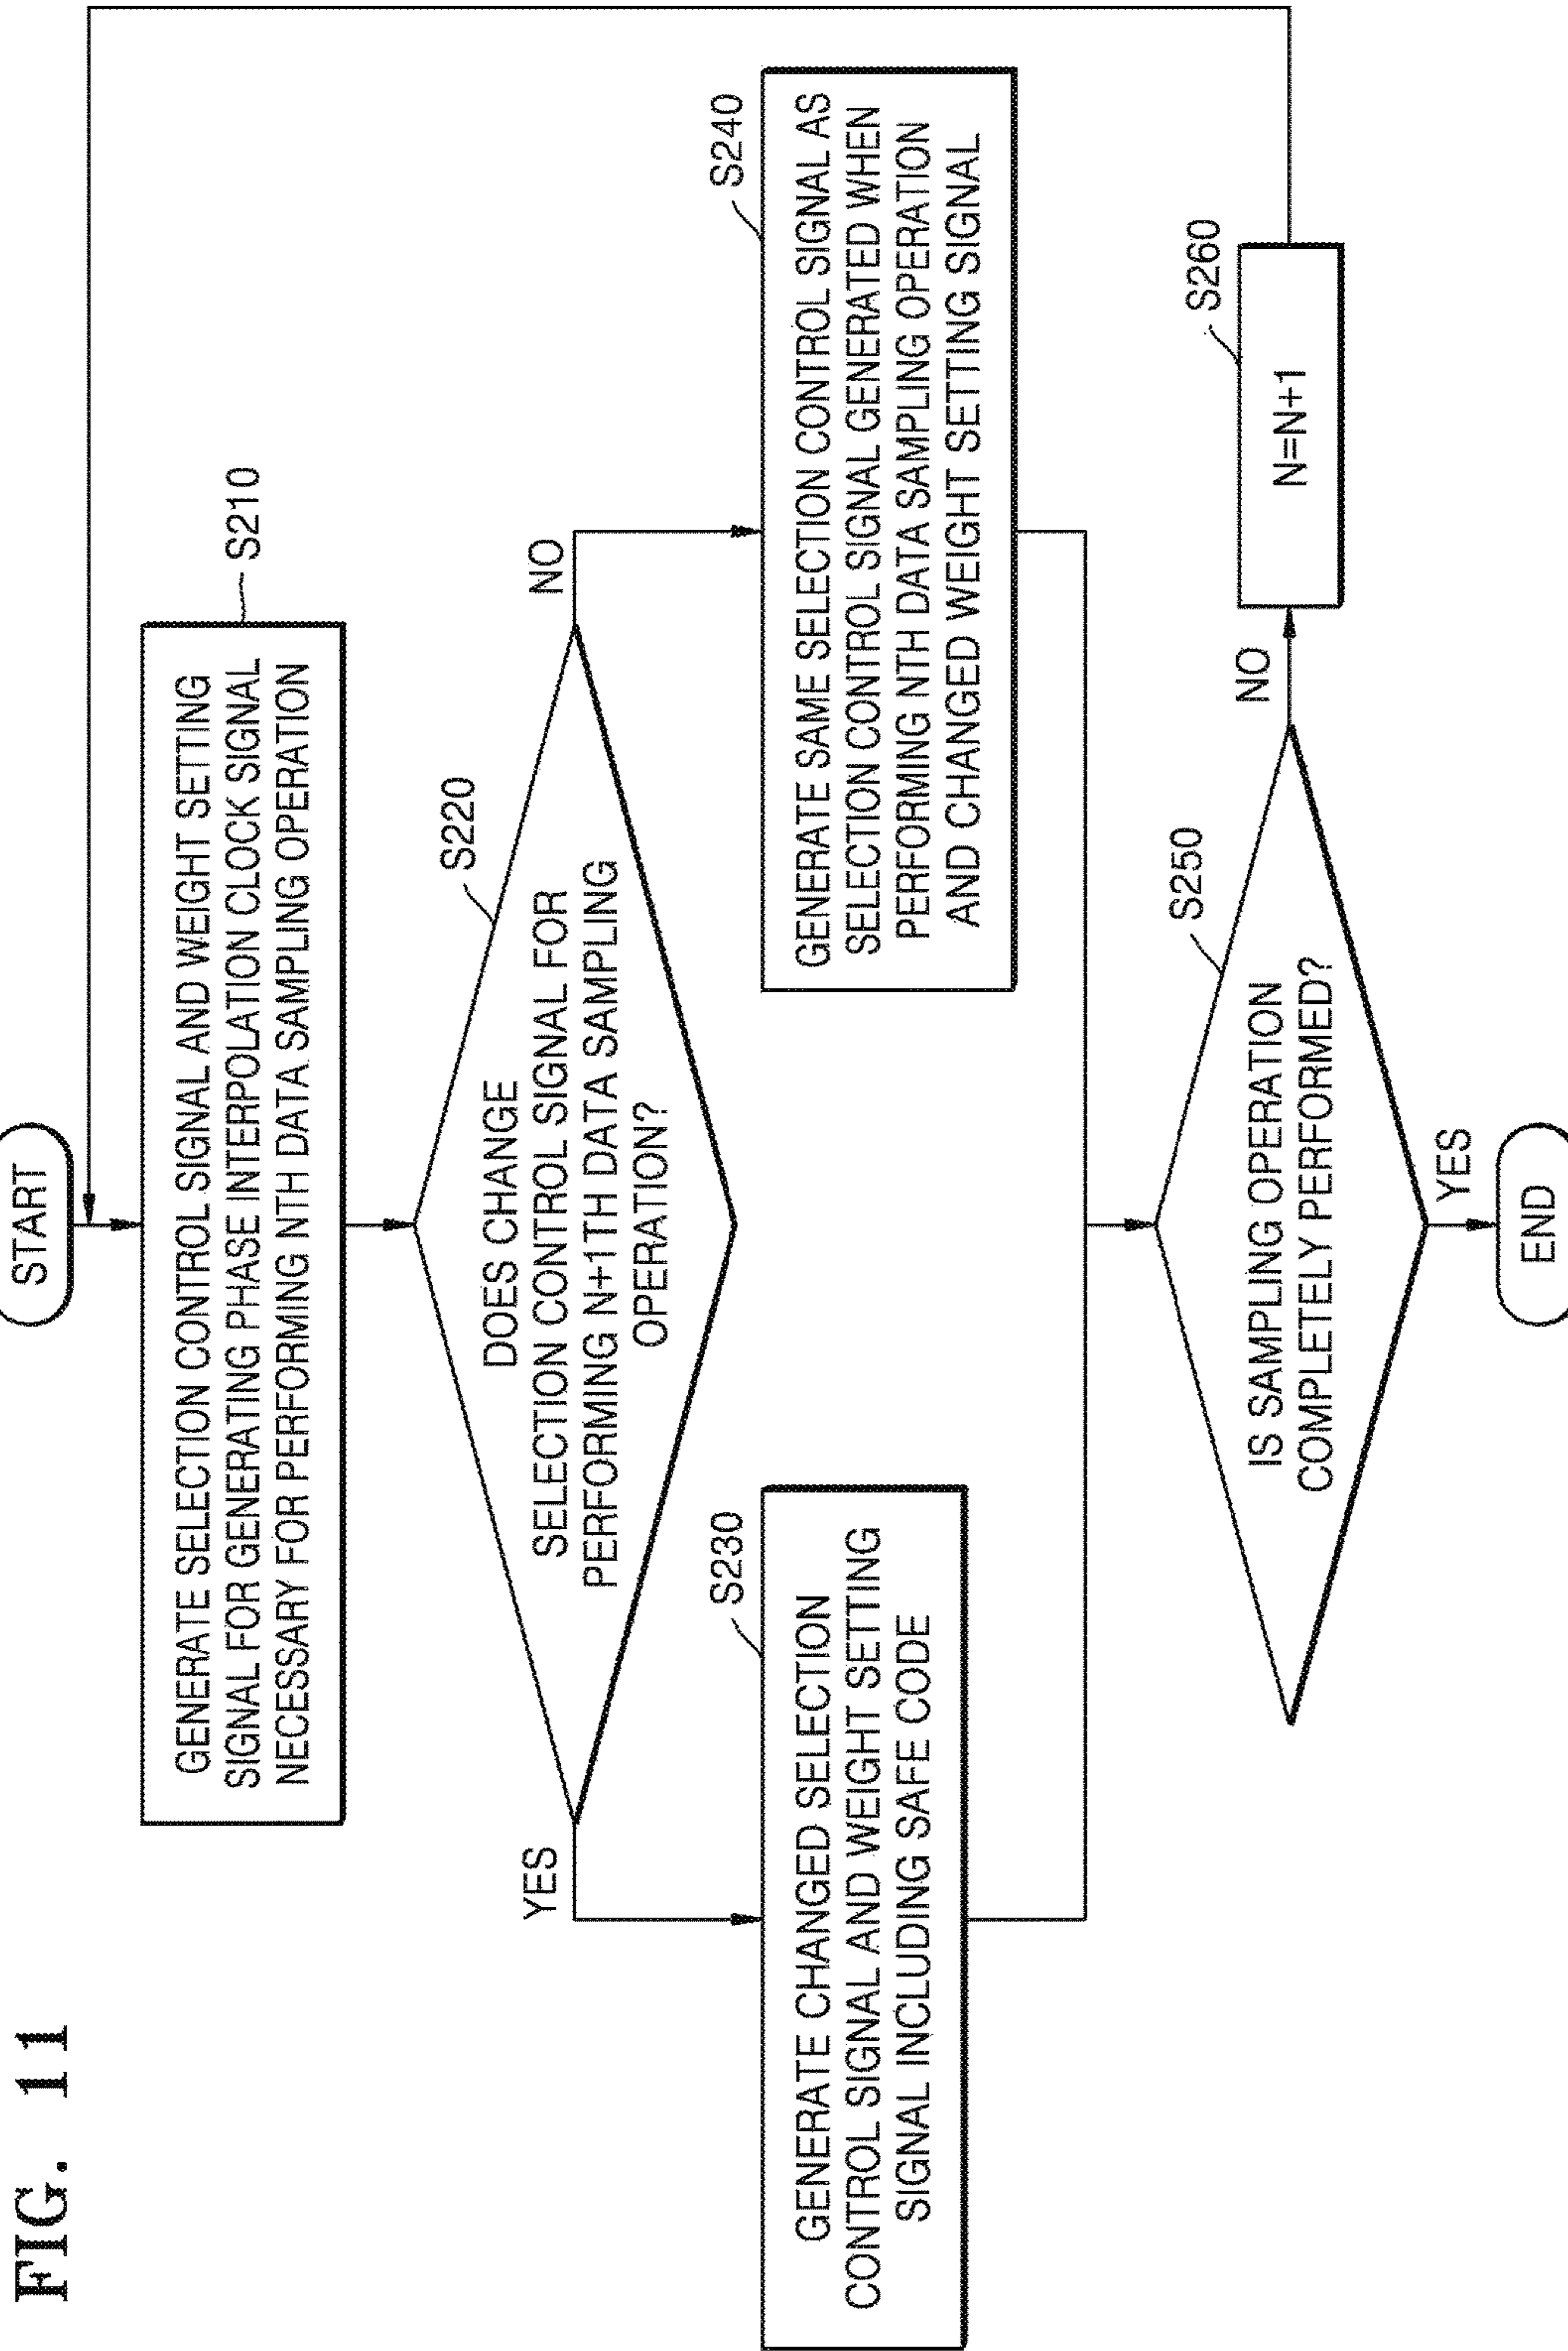 FIG. 11
START
S210
GENERATE SELECTION CONTROL SIGNAL AND WEIGHT SETTING
SIGNAL FOR GENERATING PHASE INTERPOLATION CLOCK SIGNAL
NECESSARY FOR PERFORMING NTH DATA SAMPLING OPERATION
S220
DOES CHANGE
SELECTION CONTROL SIGNAL FOR
PERFORMING N+1TH DATA SAMPLING
OPERATION?
YES
NO
S230
GENERATE CHANGED SELECTION
CONTROL SIGNAL AND WEIGHT SETTING
SIGNAL INCLUDING SAFE CODE
S240
GENERATE SAME SELECTION CONTROL SIGNAL AS
SELECTION CONTROL SIGNAL GENERATED WHEN
PERFORMING NTH DATA SAMPLING OPERATION
AND CHANGED WEIGHT SETTING SIGNAL
S250
IS SAMPLING OPERATION
COMPLETELY PERFORMED?
NO
S260
N=N+1
YES
END